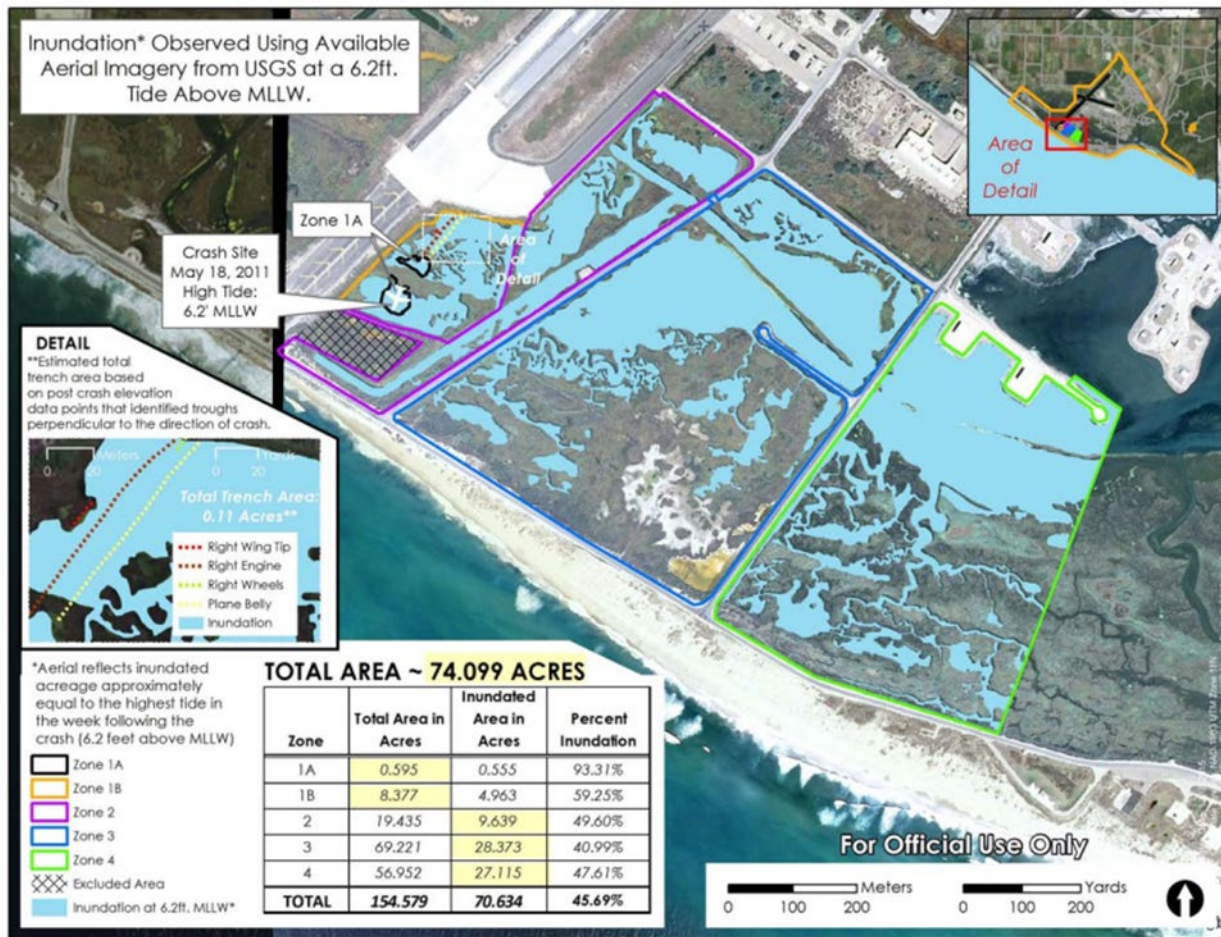 Inundation* Observed Using Available
Aerial Imagery from USGS at a 6.2ft.
Tide Above MLLW.
Area
of
Detail
Zone 1A
Area
of
Detail
Crash Site
May 18, 2011
High Tide:
6.2' MLLW
DETAIL
**Estimated total
trench area based
on post crash elevation
data points that identified troughs
perpendicular to the direction of crash.
Meters
0 20
Yards
0 20
Total Trench Area:
0.11 Acres**
Right Wing Tip
Right Engine
Right Wheels
Plane Belly
Inundation
*Aerial reflects inundated
acreage approximately
equal to the highest tide in
the week following the
crash (6.2 feet above MLLW)
Zone 1A
Zone 1B
Zone 2
Zone 3
Zone 4
Excluded Area
Inundation at 6.2ft. MLLW*
TOTAL AREA ~ 74.099 ACRES
Zone Total Area in Acres Inundated Area in Acres Percent Inundation
1A 0.595 0.555 93.31%
1B 8.377 4.963 59.25%
2 19.435 9.639 49.60%
3 69.221 28.373 40.99%
4 56.952 27.115 47.61%
TOTAL 154.579 70.634 45.69%
For Official Use Only
Meters
0 100 200
Yards
0 100 200